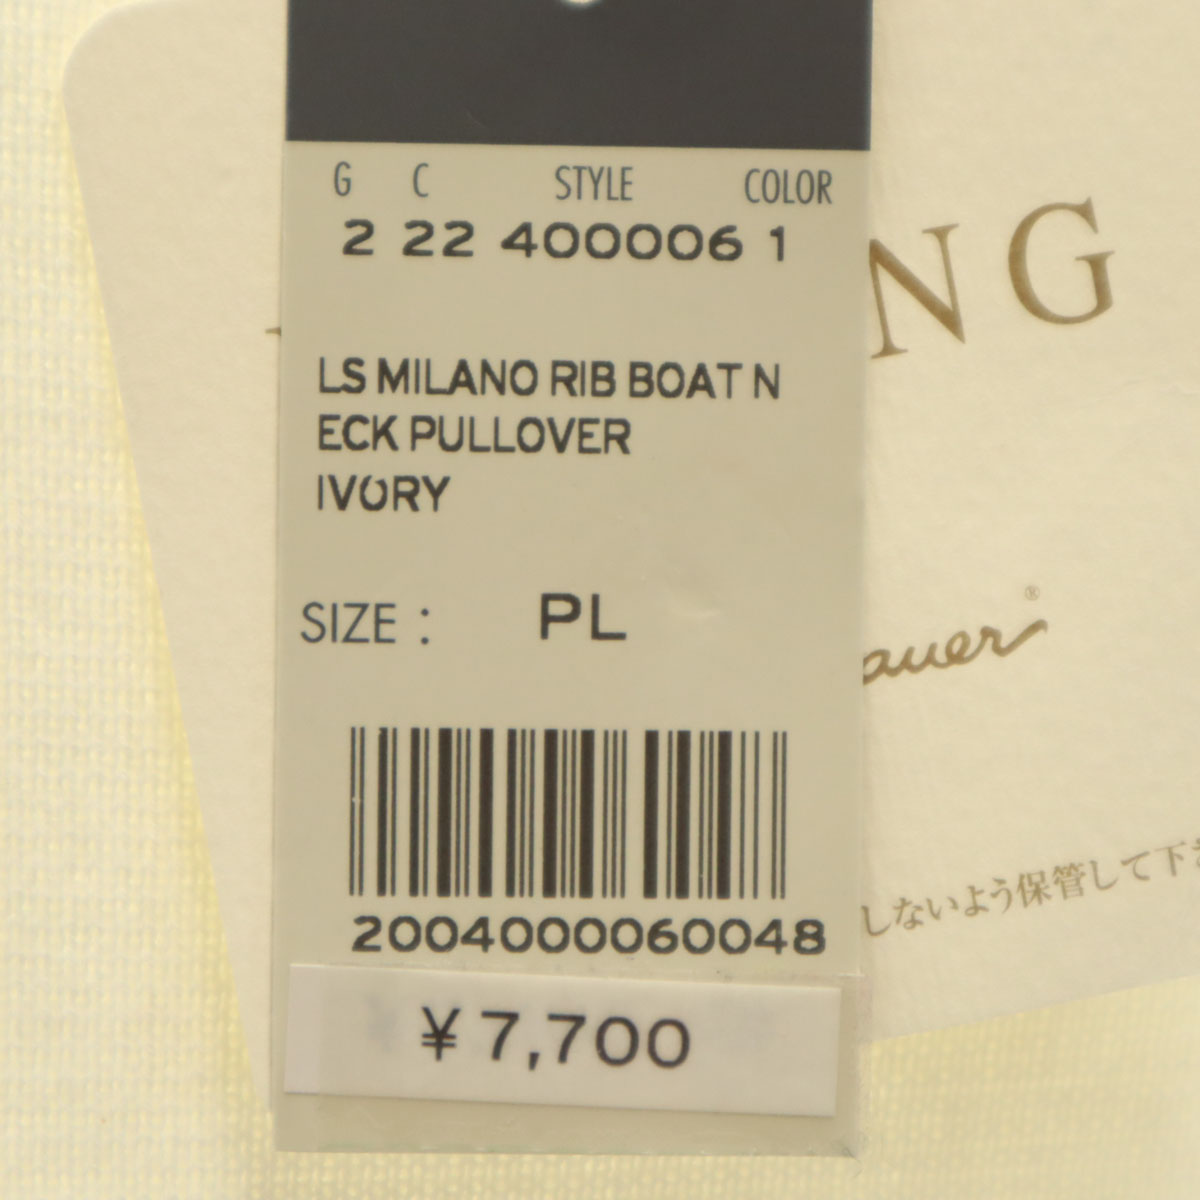 G C STYLE COLOR
2 22 400006 1
NG
LS MILANO RIB BOAT N
ECK PULLOVER
IVORY
SIZE : PL
auer®
しないよう保管して下さ
2004000060048
¥ 7,700